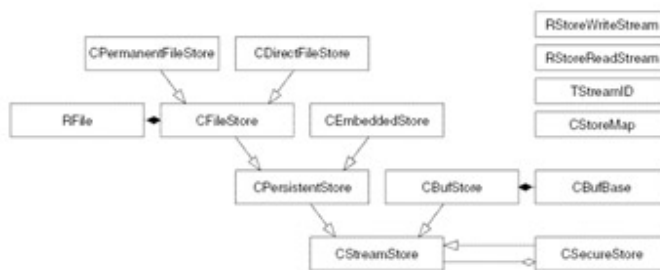 RStoreWriteStream
CPermanentFileStore CDirectFileStore RStoreReadStream
TStreamID
RFile CFileStore CEmbeddedStore CStoreMap
CPersistentStore CBufStore CBufBase
CStreamStore CSecureStore